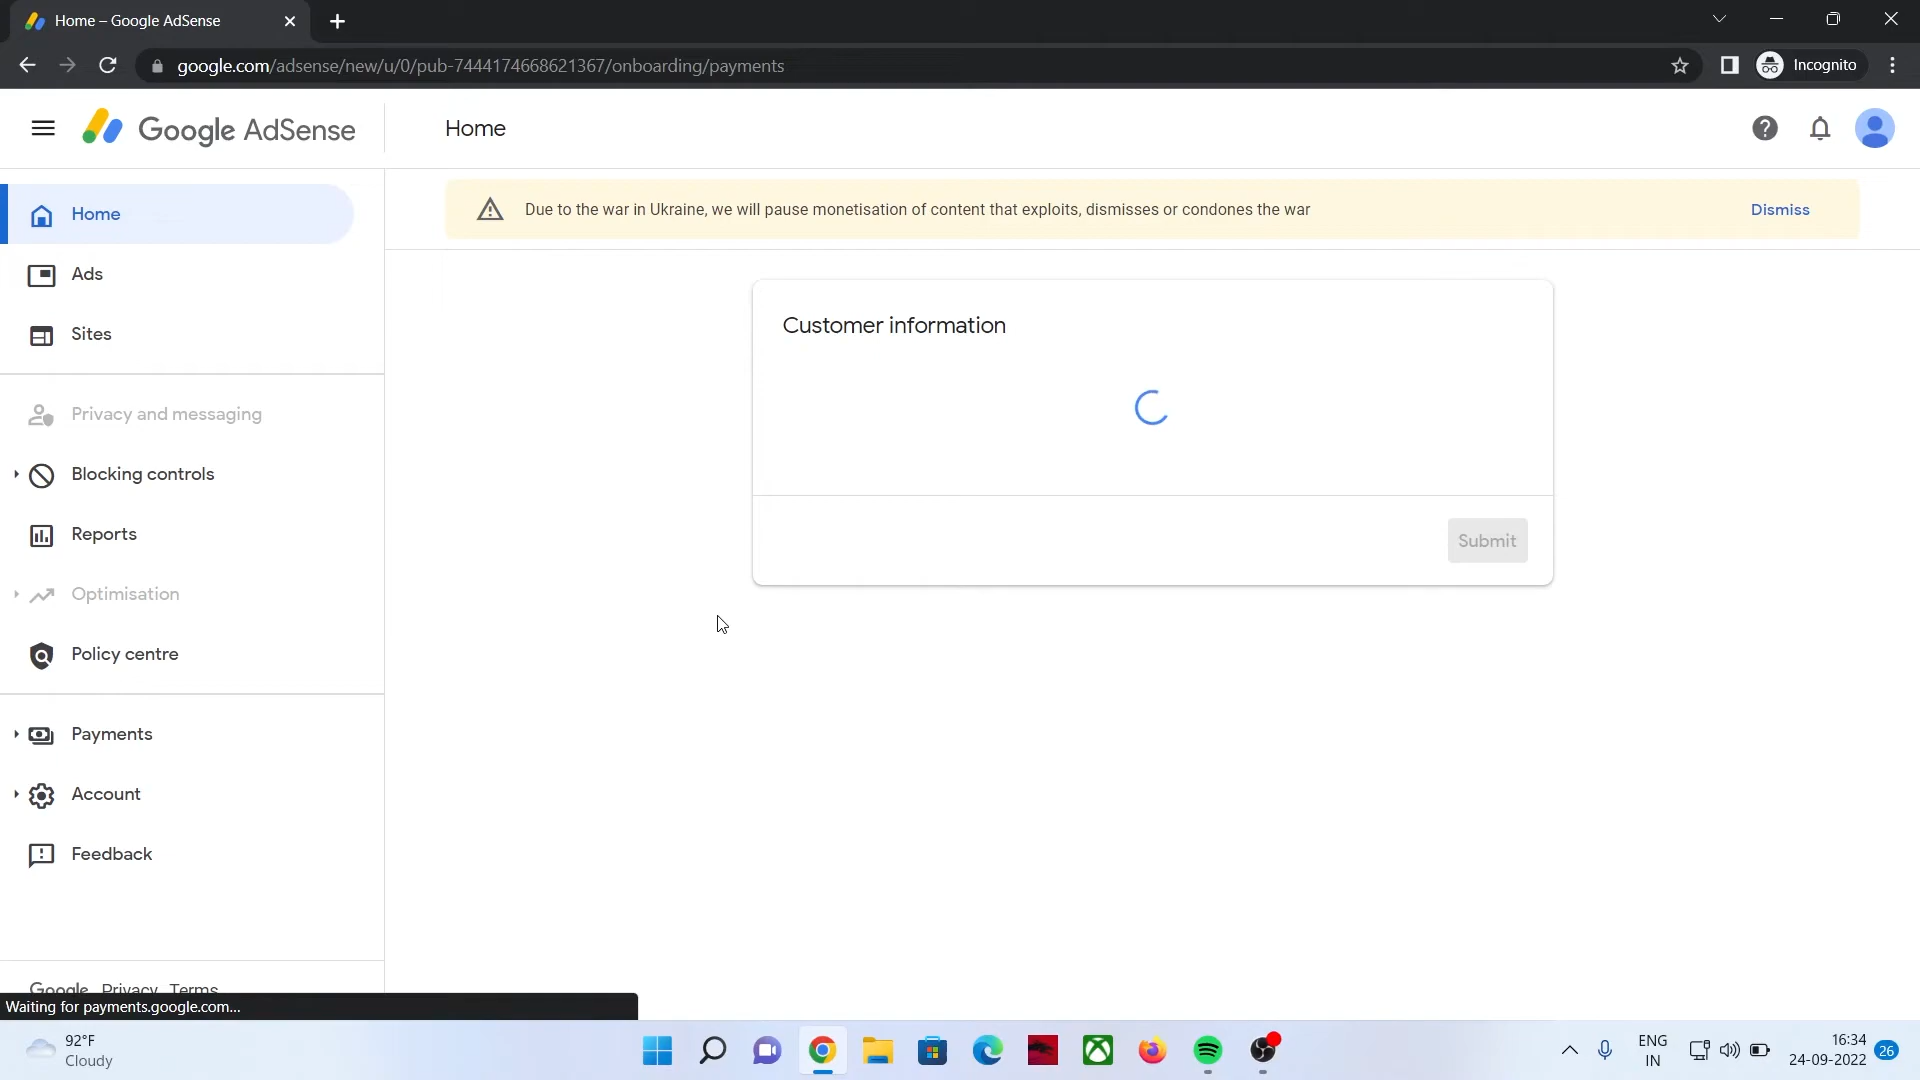 Home – Google AdSense
google.com/adsense/new/u/0/pub-7444174668621367/onboarding/payments
Incognito
Google AdSense
Home
Home
Due to the war in Ukraine, we will pause monetisation of content that exploits, dismisses or condones the war
Dismiss
Ads
Sites
Customer information
Privacy and messaging
Blocking controls
Reports
Submit
Optimisation
Policy centre
Payments
Account
Feedback
Google Privacy Terms
Waiting for payments.google.com...
92°F
Cloudy
ENG
IN
16:34
24-09-2022
26